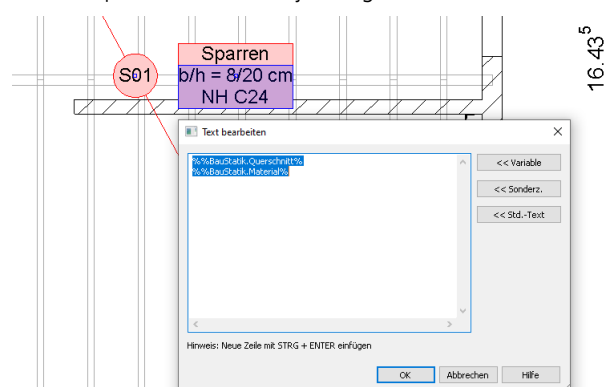 Sparren
S01
b/h = 8/20 cm
NH C24
16.43⁵
Text bearbeiten
%%BauStatik.Querschnitt%
%%BauStatik.Material%
<< Variable
<< Sonderz.
<< Std.-Text
Hinweis: Neue Zeile mit STRG + ENTER einfügen
OK
Abbrechen
Hilfe